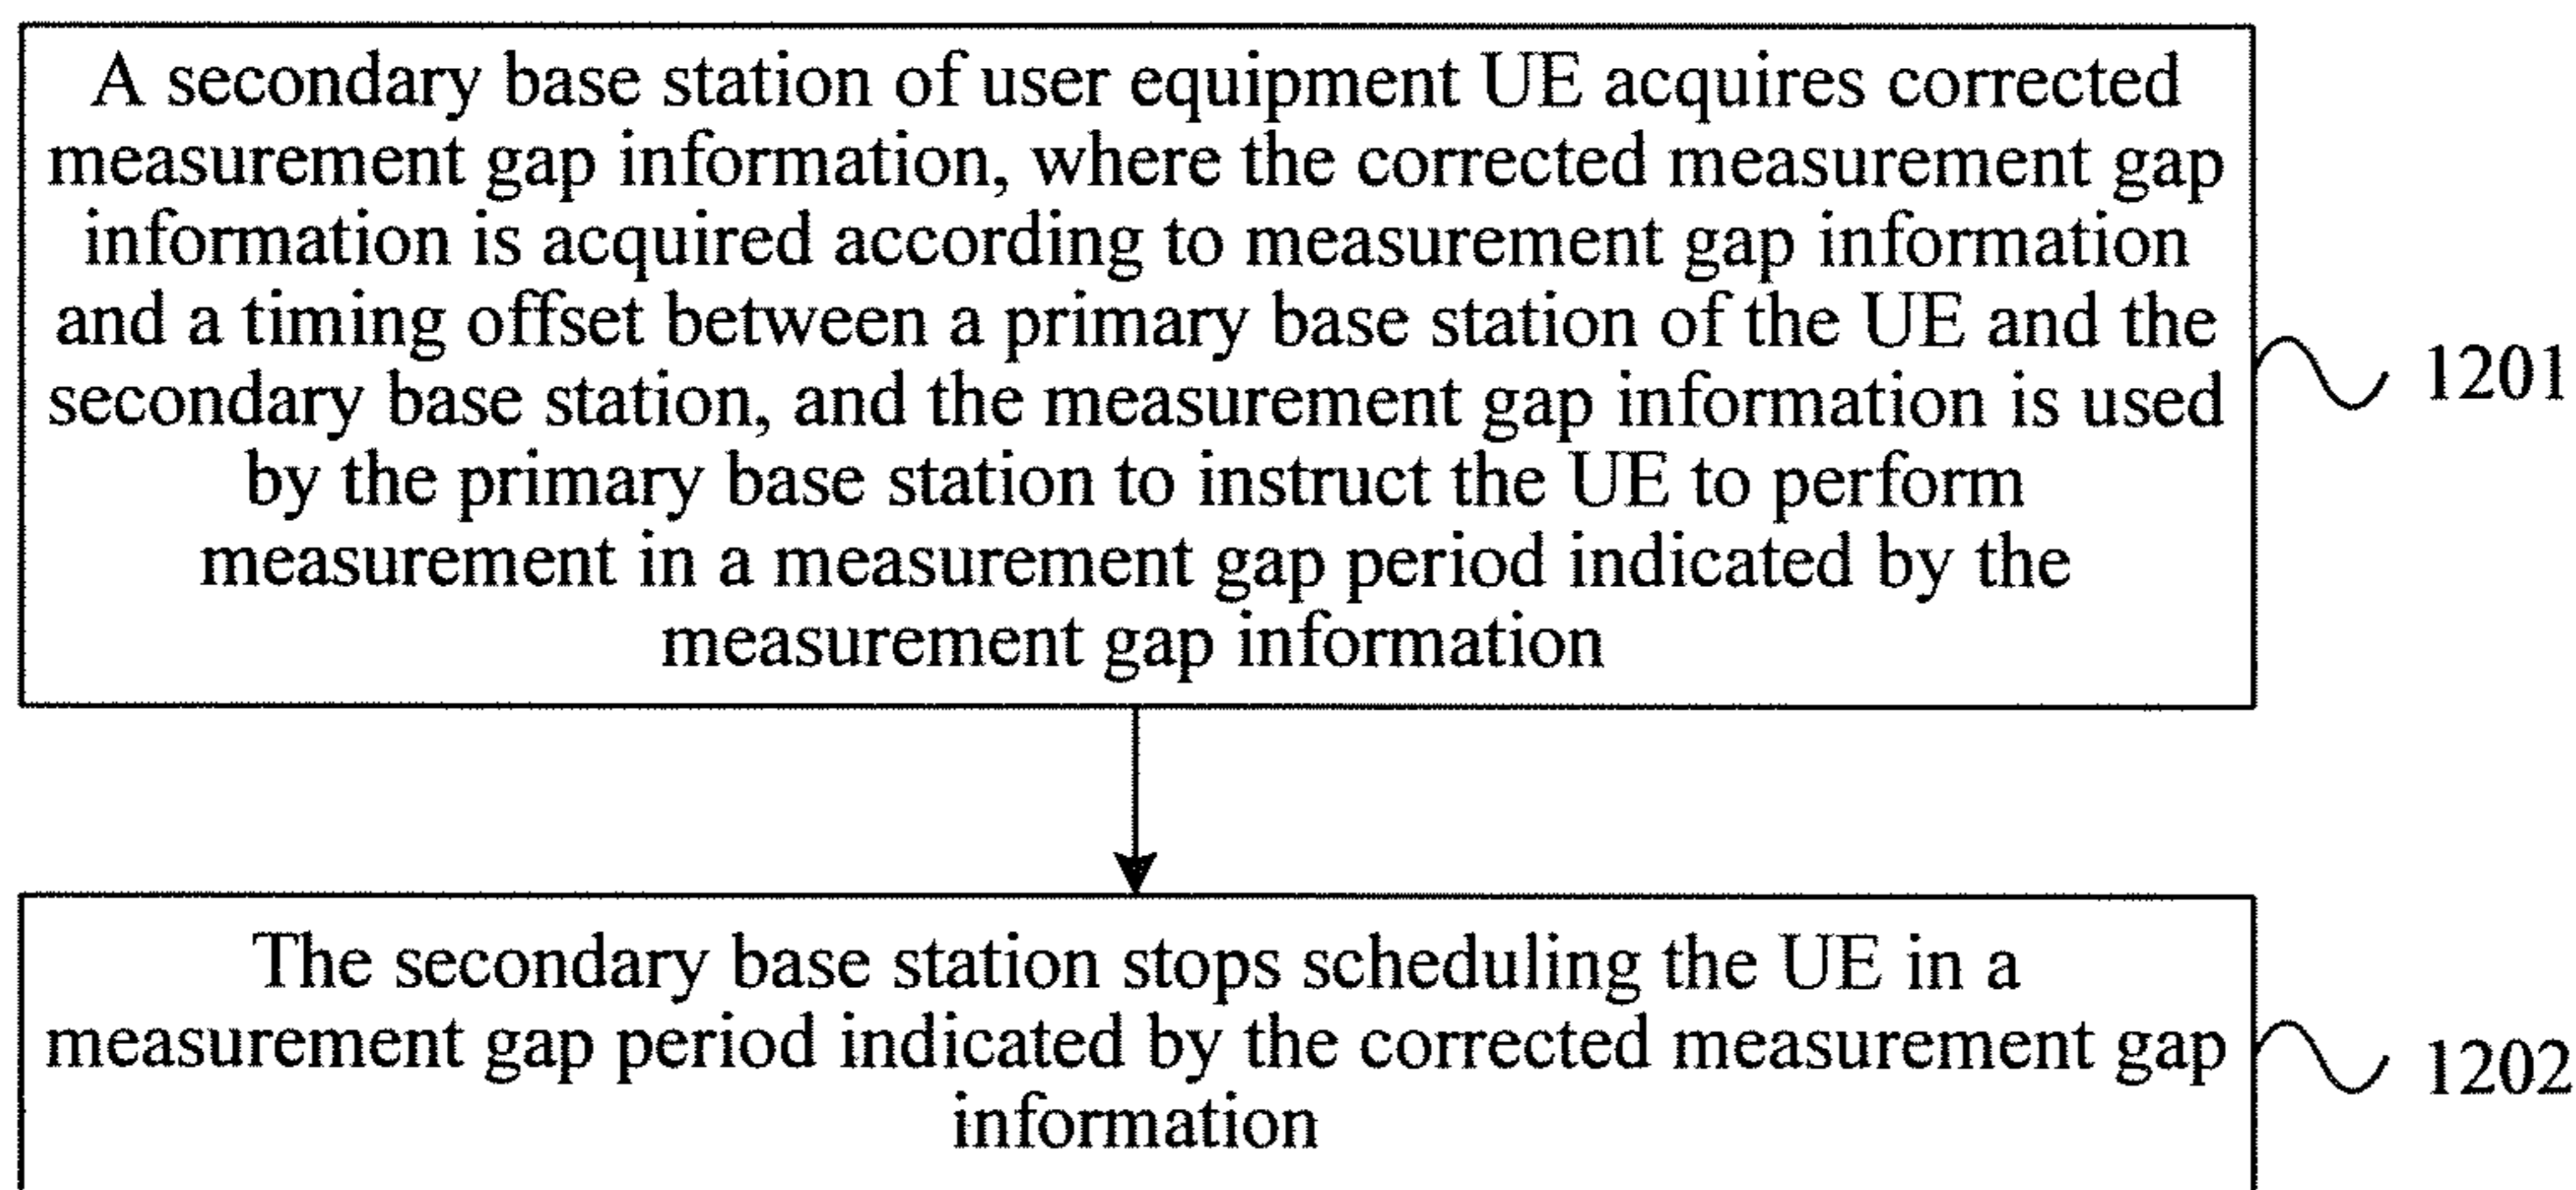 A secondary base station of user equipment UE acquires corrected
measurement gap information, where the corrected measurement gap
information is acquired according to measurement gap information
and a timing offset between a primary base station of the UE and the
secondary base station, and the measurement gap information is used
by the primary base station to instruct the UE to perform
measurement in a measurement gap period indicated by the
measurement gap information
1201
The secondary base station stops scheduling the UE in a
measurement gap period indicated by the corrected measurement gap
information
1202